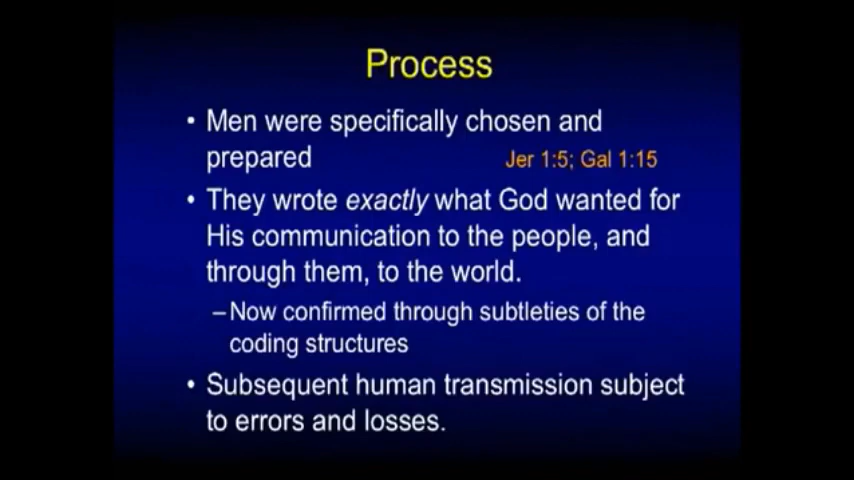 Process
• Men were specifically chosen and
prepared Jer 1:5; Gal 1:15
• They wrote exactly what God wanted for
His communication to the people, and
through them, to the world.
–Now confirmed through subtleties of the
coding structures
• Subsequent human transmission subject
to errors and losses.